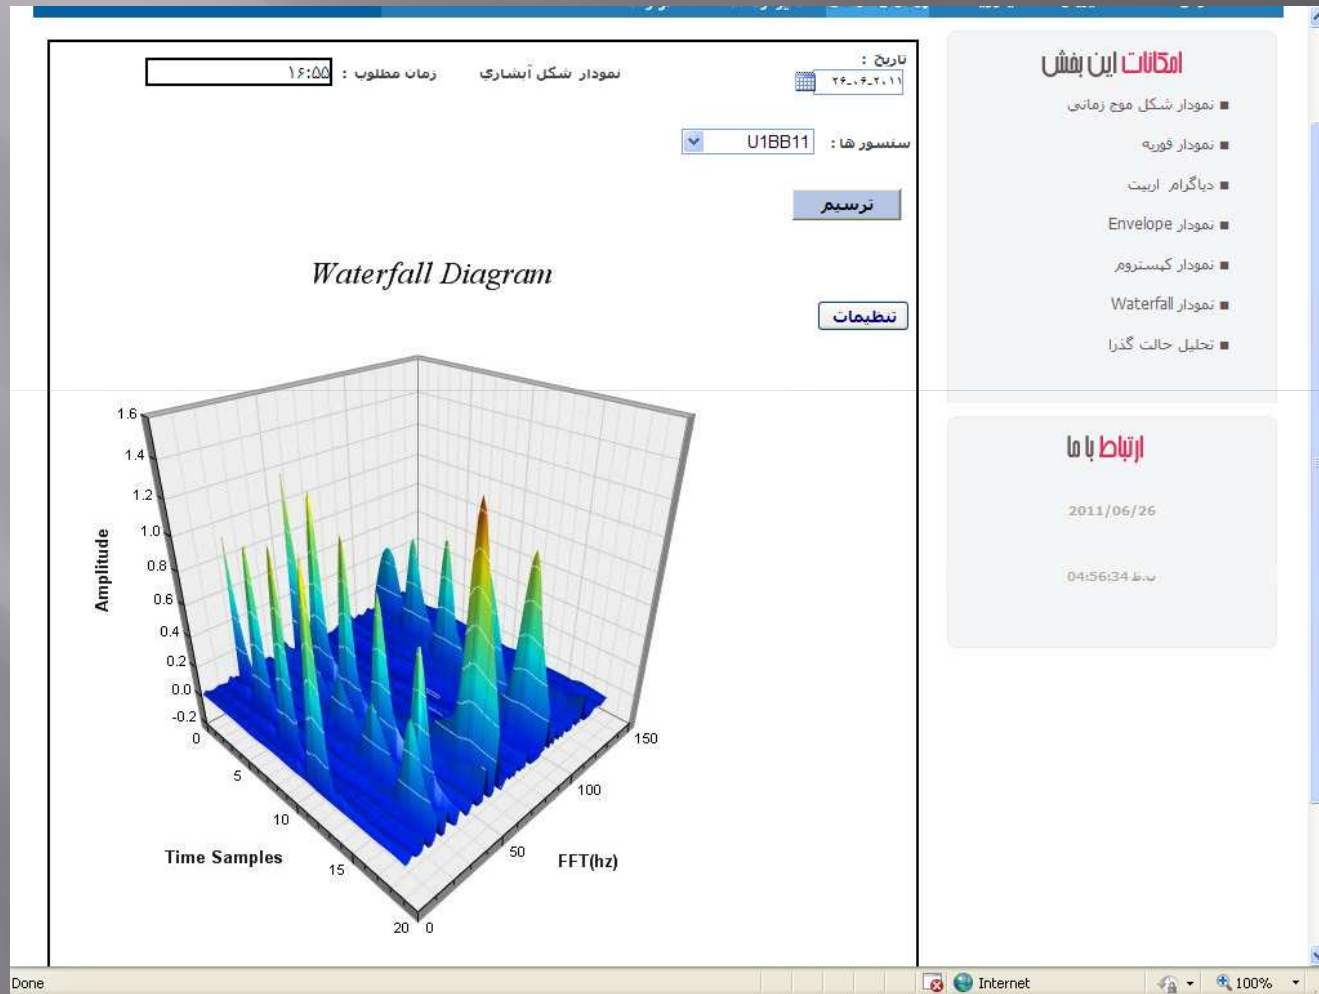 تاریخ :
۲۶-۰۶-۲۰۱۱
نمودار شکل آبشاري
زمان مطلوب : ۱۶:۵۵
سنسور ها : U1BB11
ترسیم
Waterfall Diagram
تنظیمات
1.6
1.4
1.2
1.0
0.8
0.6
0.4
0.2
0.0
-0.2
Amplitude
0
5
10
15
20
Time Samples
0
50
100
150
FFT(hz)
امکانات این بخش
نمودار شکل موج زمانی
نمودار فوریه
دیاگرام اربیت
نمودار Envelope
نمودار کپستروم
نمودار Waterfall
تحلیل حالت گذرا
ارتباط با ما
2011/06/26
04:56:34 ب.ظ
Done
Internet
100%